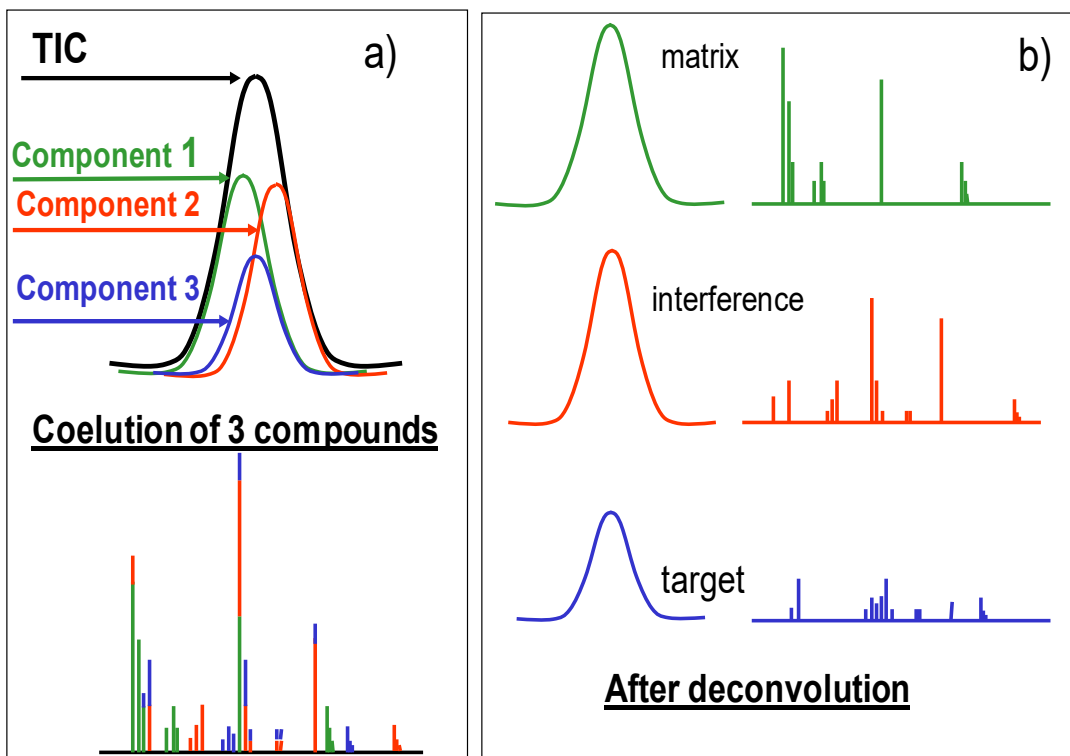 TIC
a)
Component 1
Component 2
Component 3
Coelution of 3 compounds
matrix
b)
interference
target
After deconvolution